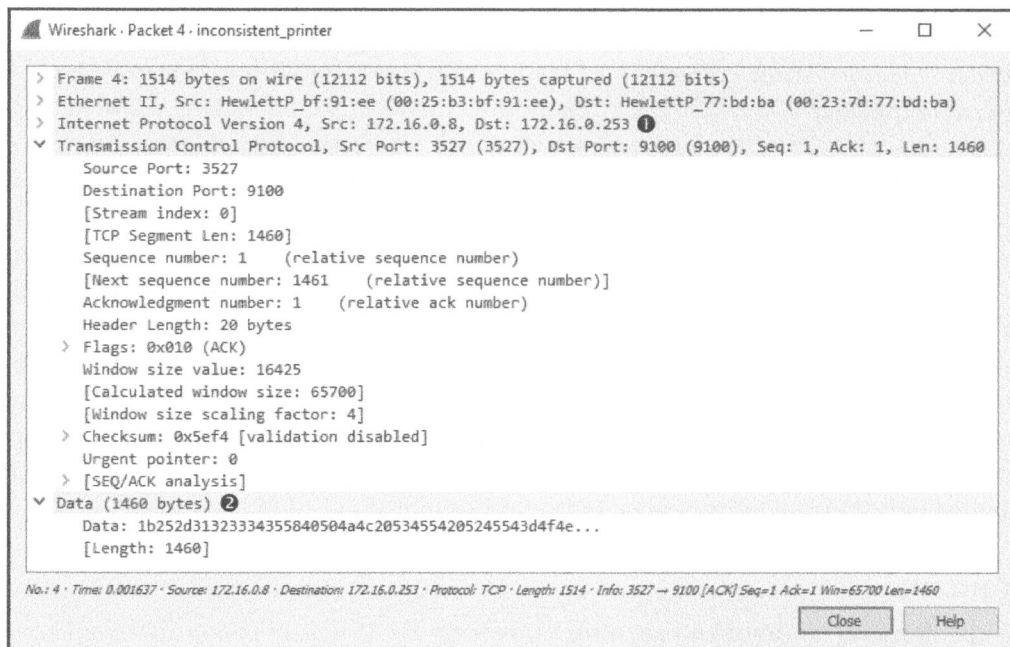 Wireshark · Packet 4 · inconsistent_printer
> Frame 4: 1514 bytes on wire (12112 bits), 1514 bytes captured (12112 bits)
> Ethernet II, Src: HewlettP_bf:91:ee (00:25:b3:bf:91:ee), Dst: HewlettP_77:bd:ba (00:23:7d:77:bd:ba)
> Internet Protocol Version 4, Src: 172.16.0.8, Dst: 172.16.0.253 ❶
Transmission Control Protocol, Src Port: 3527 (3527), Dst Port: 9100 (9100), Seq: 1, Ack: 1, Len: 1460
Source Port: 3527
Destination Port: 9100
[Stream index: 0]
[TCP Segment Len: 1460]
Sequence number: 1 (relative sequence number)
[Next sequence number: 1461 (relative sequence number)]
Acknowledgment number: 1 (relative ack number)
Header Length: 20 bytes
> Flags: 0x010 (ACK)
Window size value: 16425
[Calculated window size: 65700]
[Window size scaling factor: 4]
> Checksum: 0x5ef4 [validation disabled]
Urgent pointer: 0
> [SEQ/ACK analysis]
Data (1460 bytes) ❷
Data: 1b252d31323334355840504a4c20534554205245543d4f4e...
[Length: 1460]
No.: 4 · Time: 0.001637 · Source: 172.16.0.8 · Destination: 172.16.0.253 · Protocol: TCP · Length: 1514 · Info: 3527 → 9100 [ACK] Seq=1 Ack=1 Win=65700 Len=1460
Close Help